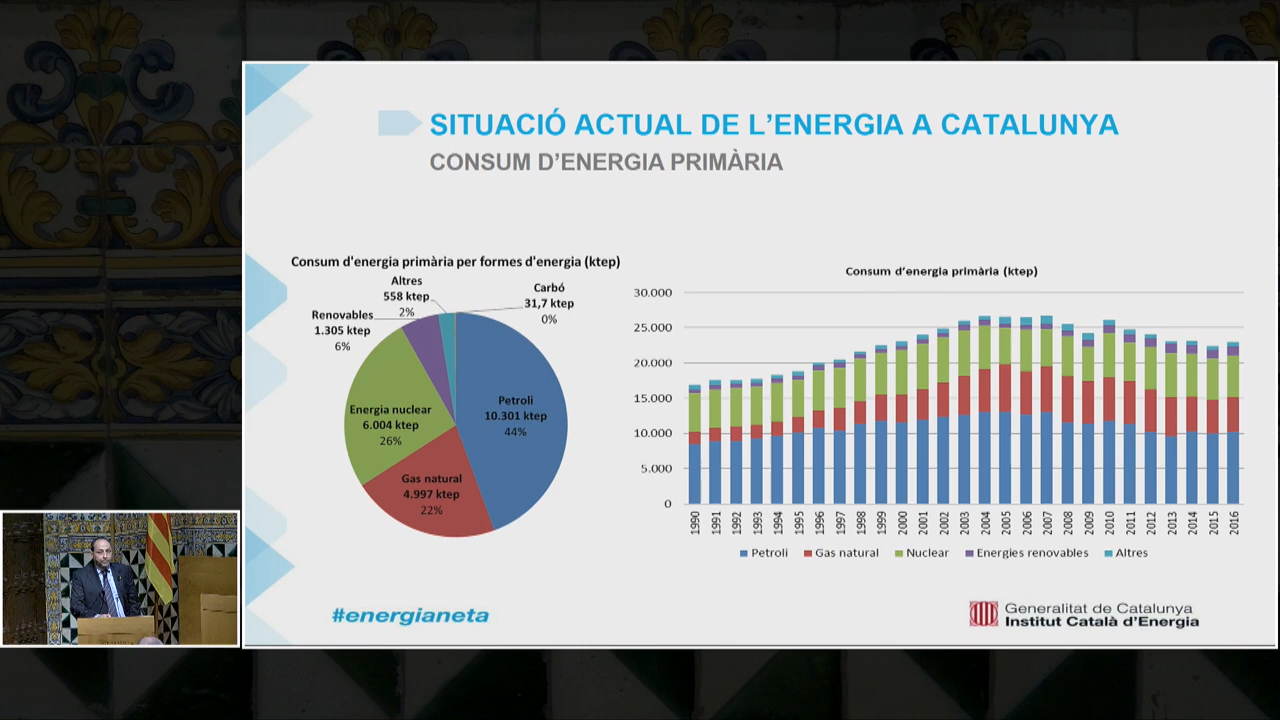 SITUACIÓ ACTUAL DE L’ENERGIA A CATALUNYA
CONSUM D’ENERGIA PRIMÀRIA
Consum d'energia primària per formes d'energia (ktep)
Altres
558 ktep
2%
Carbó
31,7 ktep
0%
Renovables
1.305 ktep
6%
Petroli
10.301 ktep
44%
Energia nuclear
6.004 ktep
26%
Gas natural
4.997 ktep
22%
Consum d’energia primària (ktep)
30.000
25.000
20.000
15.000
10.000
5.000
0
1990 1991 1992 1993 1994 1995 1996 1997 1998 1999 2000 2001 2002 2003 2004 2005 2006 2007 2008 2009 2010 2011 2012 2013 2014 2015 2016
Petroli Gas natural Nuclear Energies renovables Altres
#energianeta
Generalitat de Catalunya
Institut Català d’Energia